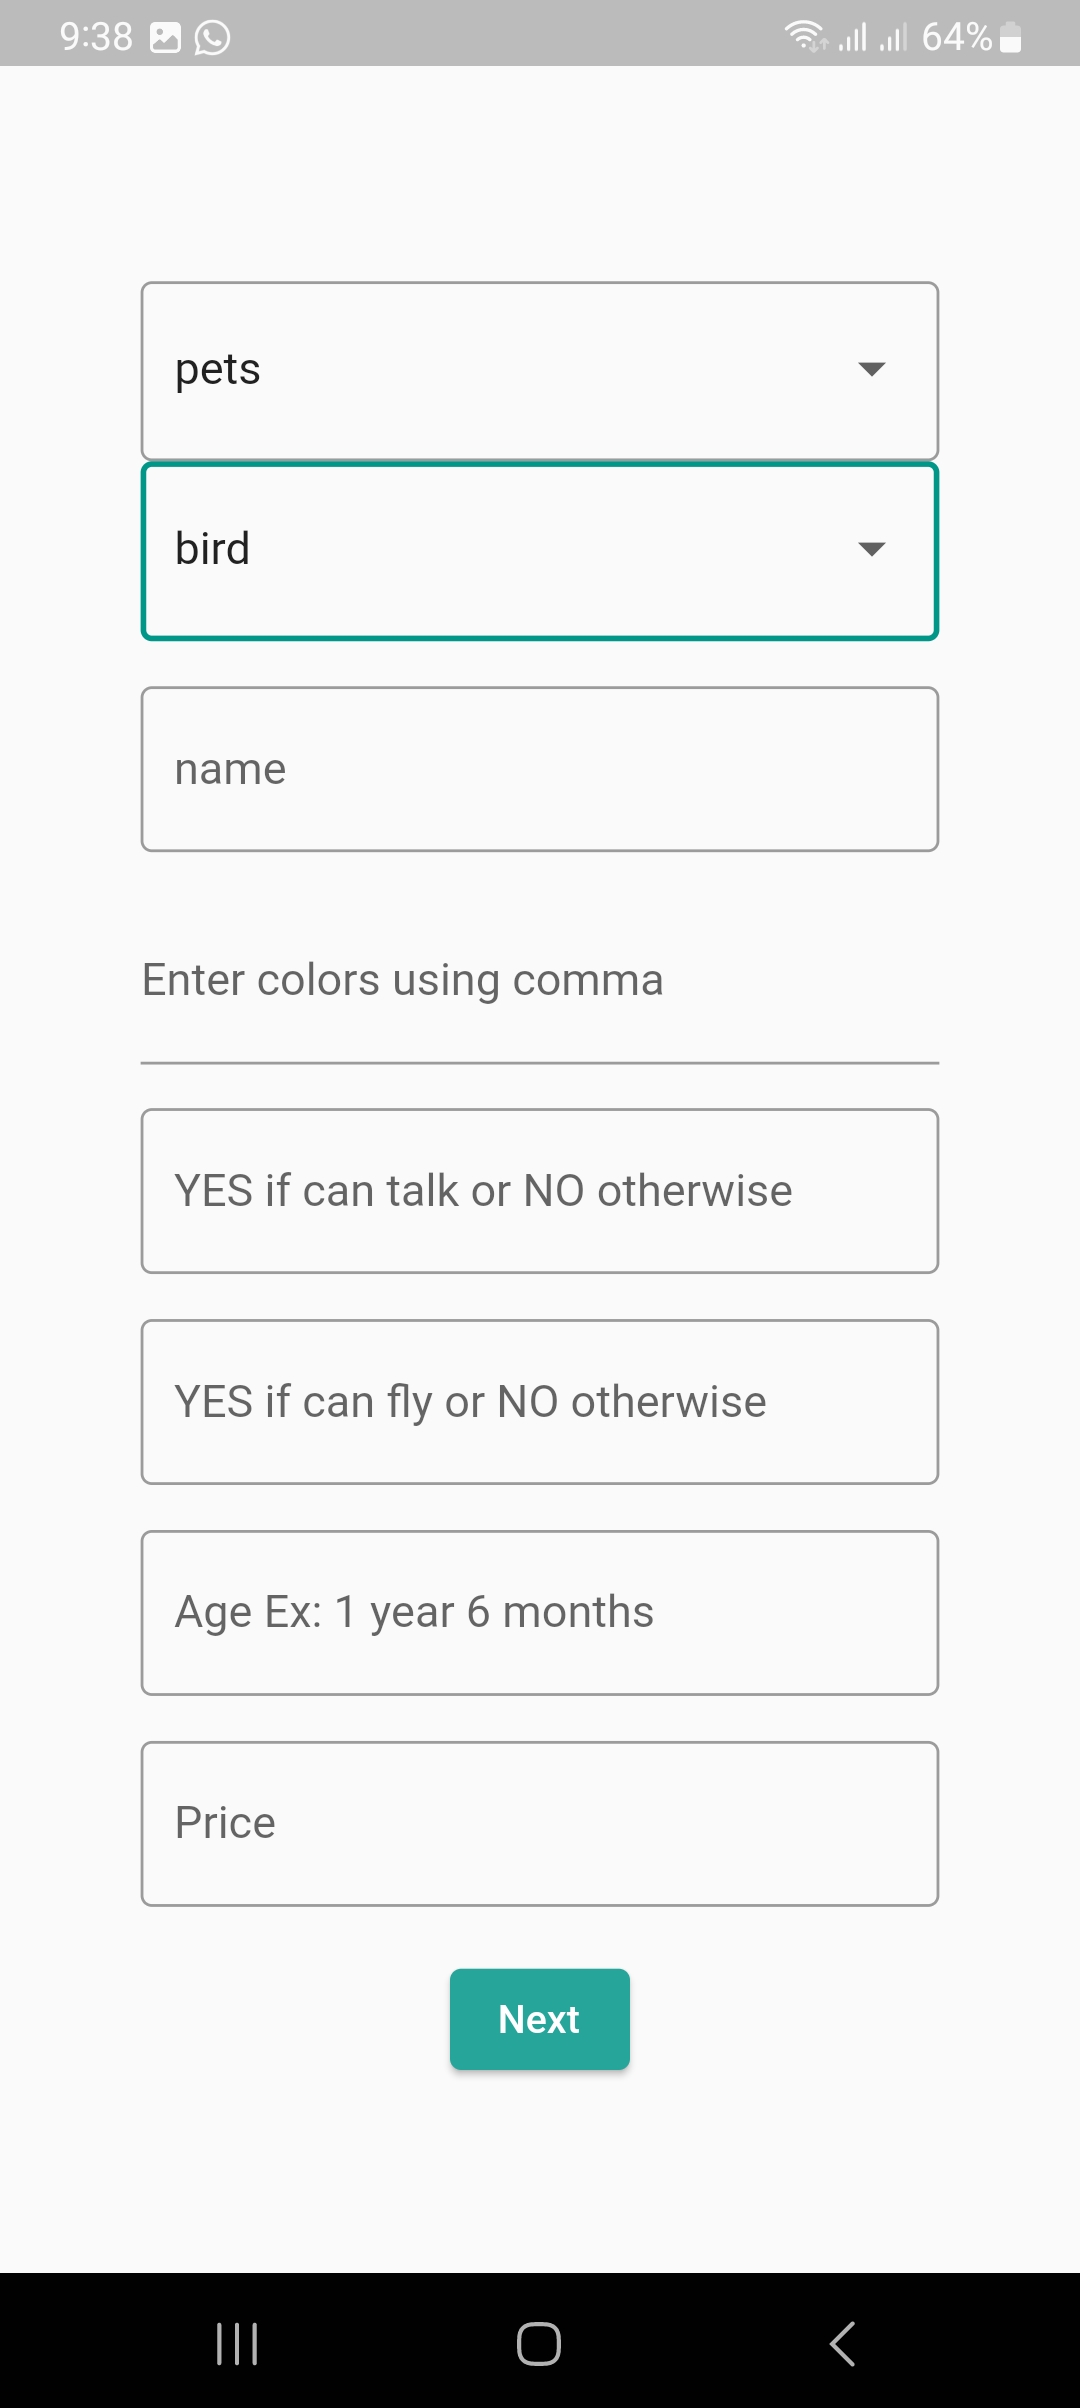 9:38 64%
pets
bird
name
Enter colors using comma
YES if can talk or NO otherwise
YES if can fly or NO otherwise
Age Ex: 1 year 6 months
Price
Next